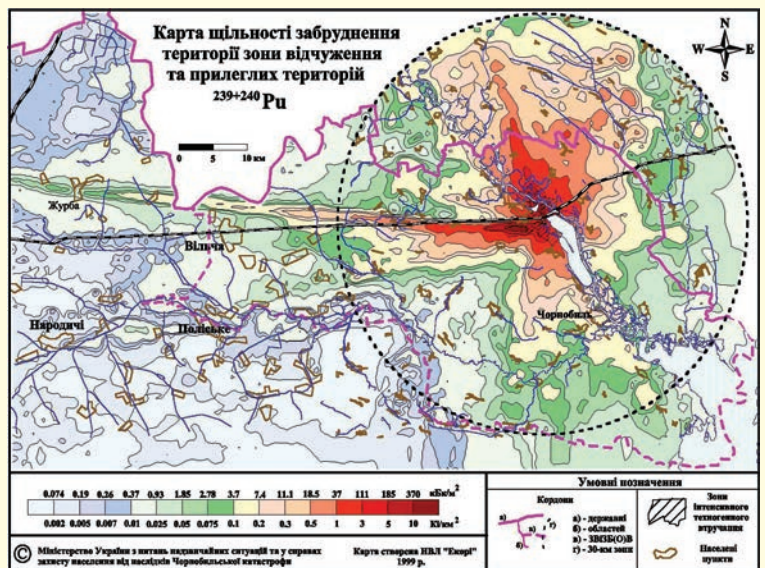 Карта щільності забруднення
території зони відчуження
та прилеглих територій
239+240 Pu
N
W E
S
0 5 10 км
Журба
Вільча
Народичі
Поліське
Чорнобиль
0.074 0.19 0.26 0.37 0.93 1.85 2.78 3.7 7.4 11.1 18.5 37 111 185 370 кБк/м²
0.002 0.005 0.007 0.01 0.025 0.05 0.075 0.1 0.2 0.3 0.5 1 3 5 10 Кі/км²
Умовні позначення
Кордони
а)
б)
в)
г)
а) - державні
б) - областей
в) - ЗВІЗБ(О)В
г) - 30-км зони
Зони
інтенсивного
техногенного
втручання
Населені
пункти
© Міністерство України з питань надзвичайних ситуацій та у справах
захисту населення від наслідків Чорнобильської катастрофи
Карта створена НВЛ "Екорі"
1999 р.